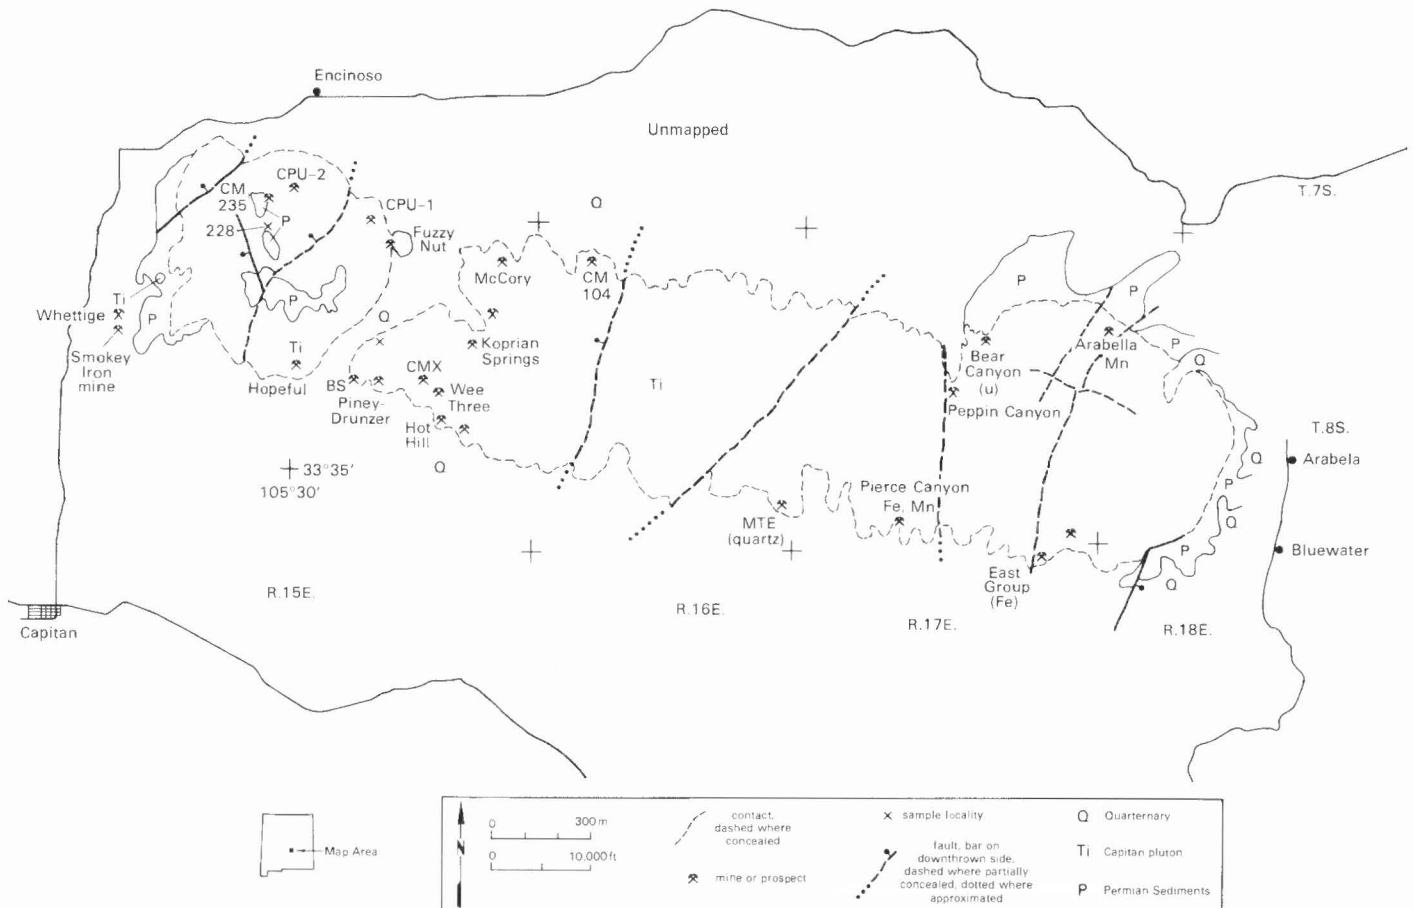 Encinoso
Unmapped
T.7S.
CPU-2
CM
235
P
228
CPU-1
Fuzzy
Nut
Q
McCory
CM
104
P
P
Ti
P
Whettige
Smokey
Iron
mine
P
Q
Ti
Hopeful
Koprian
Springs
BS
Piney-
Drunzer
CMX
Wee
Three
Hot
Hill
Ti
Bear
Canyon
(u)
Peppin Canyon
Arabella
Mn
P
Q
T.8S.
Arabela
Q
P
Q
33°35'
105°30'
Q
MTE
(quartz)
Pierce Canyon
Fe, Mn
East
Group
(Fe)
P
Q
Bluewater
R.15E.
R.16E.
R.17E.
R.18E.
Capitan
Map Area
N
0 300 m
0 10,000 ft
contact,
dashed where
concealed
mine or prospect
sample locality
fault, bar on
downthrown side,
dashed where partially
concealed, dotted where
approximated
Q Quarternary
Ti Capitan pluton
P Permian Sediments